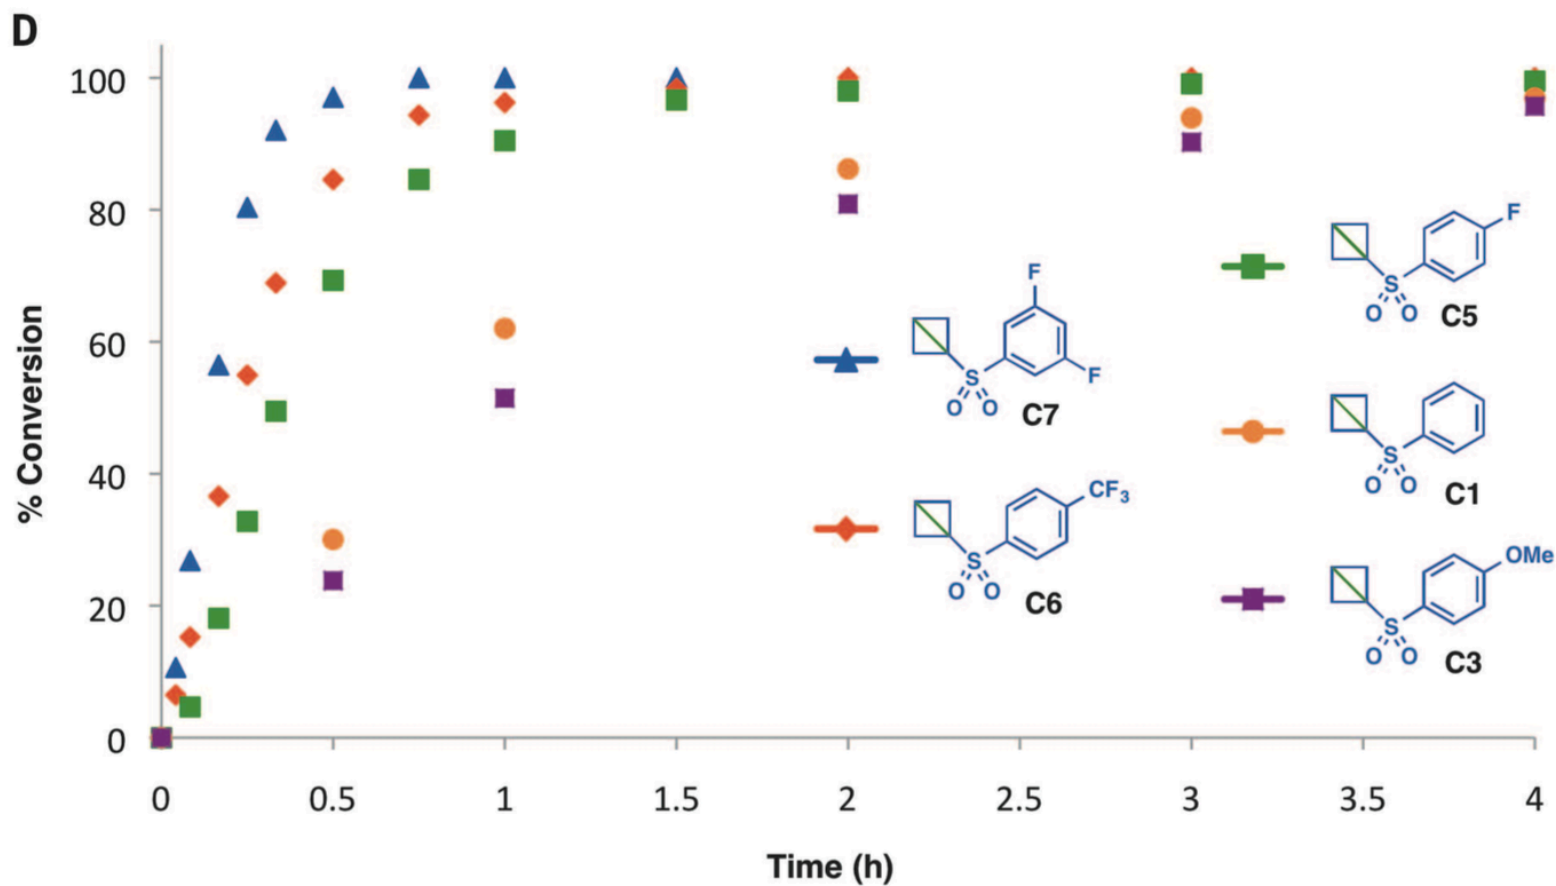 D
% Conversion
100
80
60
40
20
0
0 0.5 1 1.5 2 2.5 3 3.5 4
Time (h)
F
F
S
O O
C7
CF3
S
O O
C6
F
S
O O
C5
S
O O
C1
OMe
S
O O
C3